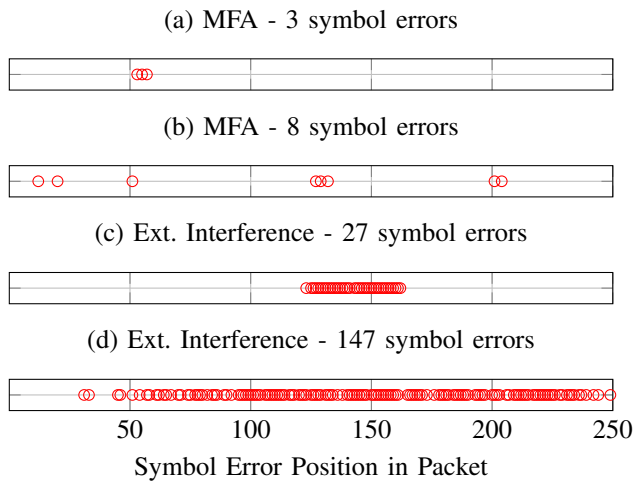 (a) MFA - 3 symbol errors
(b) MFA - 8 symbol errors
(c) Ext. Interference - 27 symbol errors
(d) Ext. Interference - 147 symbol errors
50 100 150 200 250
Symbol Error Position in Packet